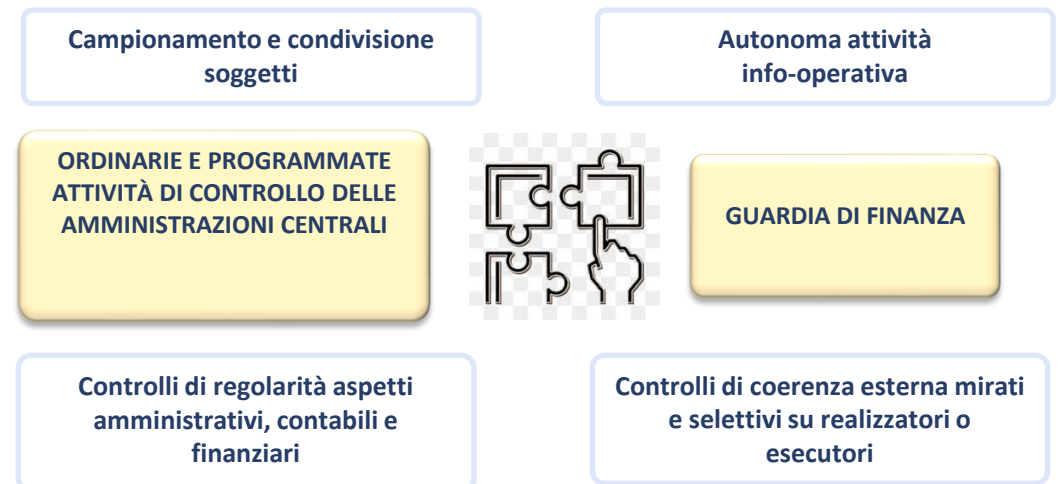 Campionamento e condivisione
soggetti
Autonoma attività
info-operativa
ORDINARIE E PROGRAMMATE
ATTIVITÀ DI CONTROLLO DELLE
AMMINISTRAZIONI CENTRALI
GUARDIA DI FINANZA
Controlli di regolarità aspetti
amministrativi, contabili e
finanziari
Controlli di coerenza esterna mirati
e selettivi su realizzatori o
esecutori